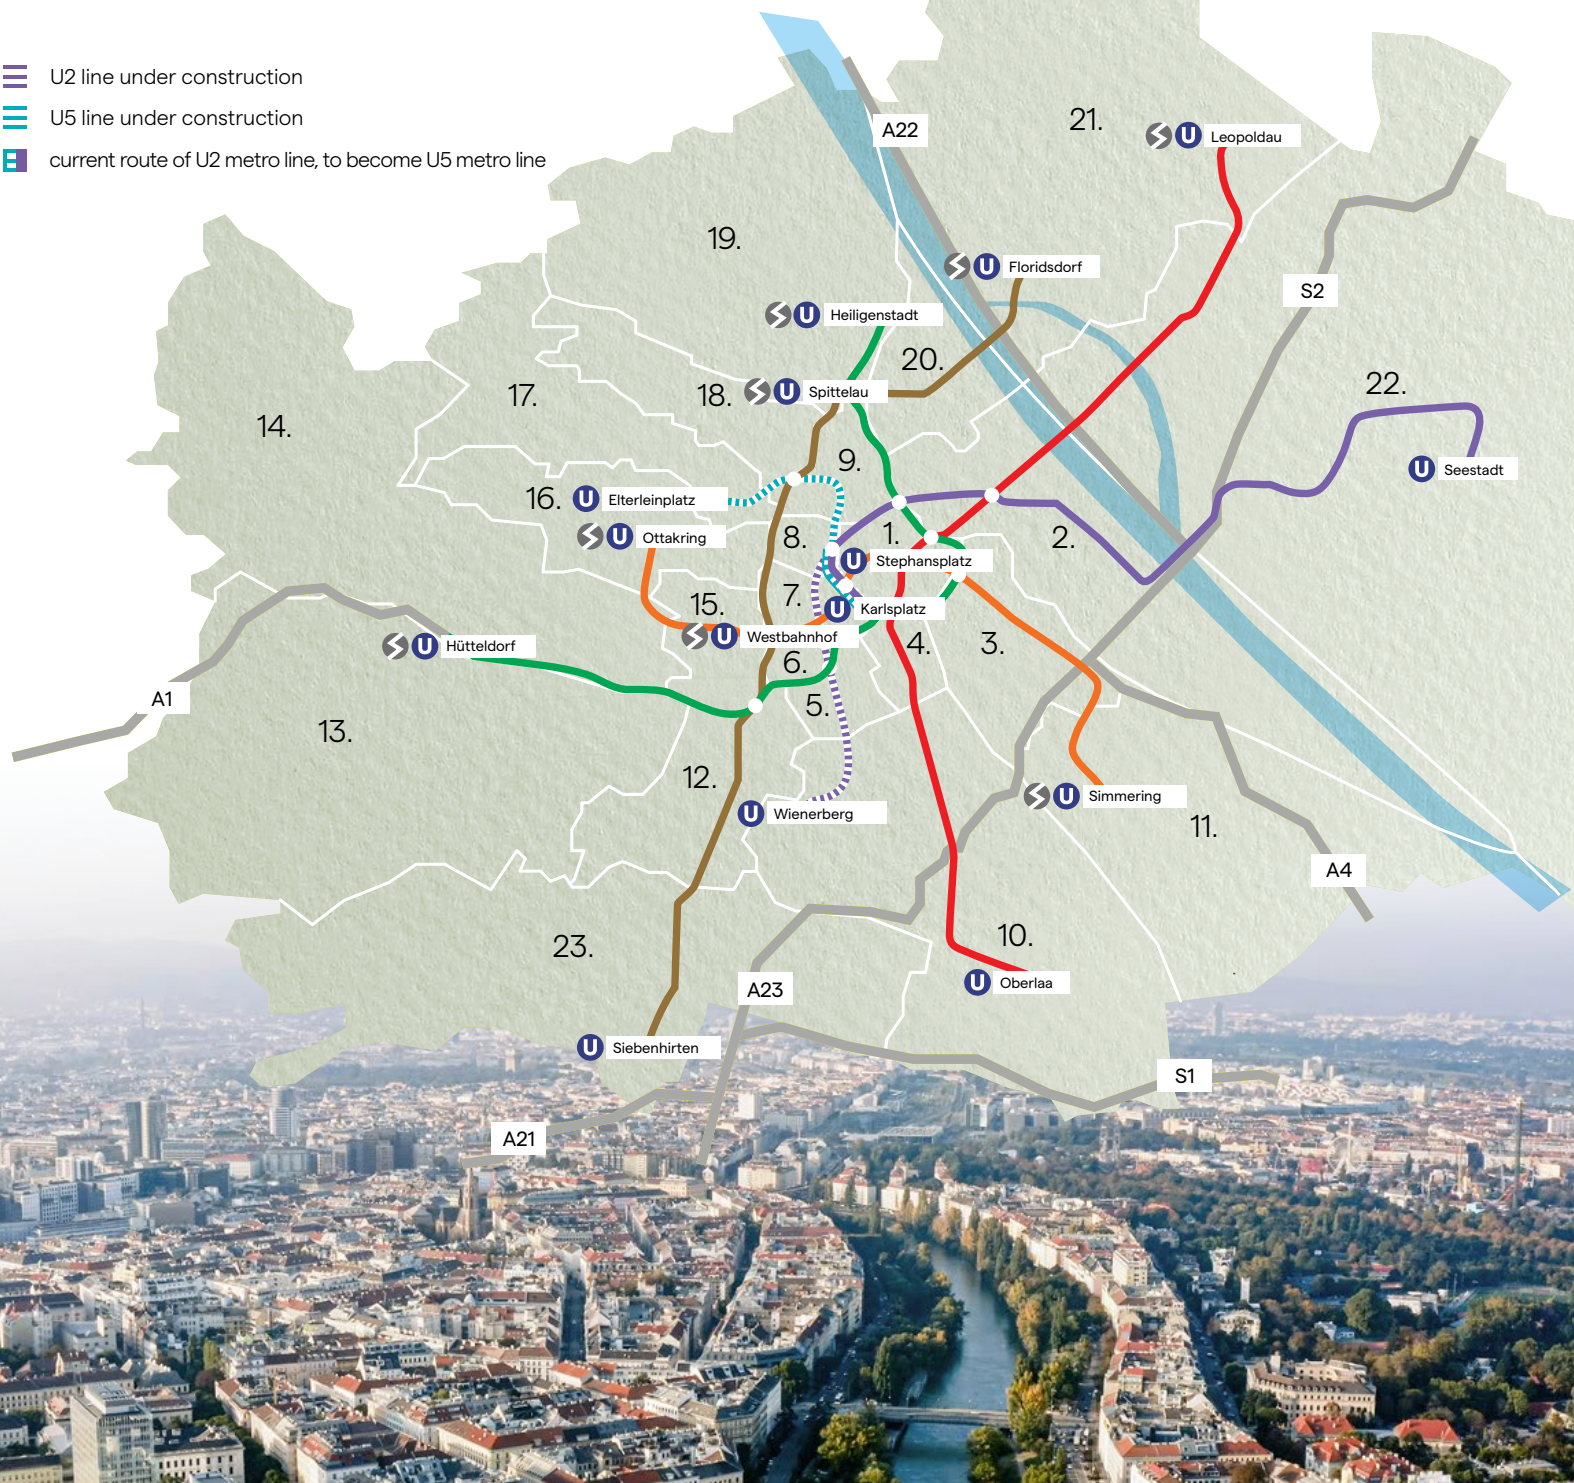 U2 line under construction
U5 line under construction
current route of U2 metro line, to become U5 metro line
A22
21.
U Leopoldau
19.
U Floridsdorf
S2
U Heiligenstadt
20.
22.
17.
18.
U Spittelau
14.
9.
U Seestadt
16.
U Elterleinplatz
U Ottakring
8.
1.
2.
U Stephansplatz
7.
15.
U Karlsplatz
U Westbahnhof
4.
3.
U Hütteldorf
6.
A1
5.
13.
12.
U Simmering
U Wienerberg
11.
A4
10.
23.
U Oberlaa
A23
U Siebenhirten
S1
A21